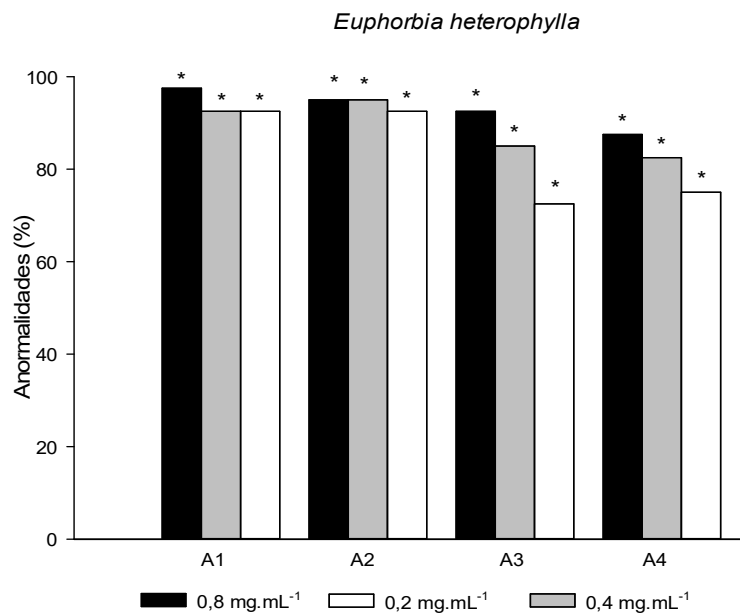 Euphorbia heterophylla
Anormalidades (%)
100
80
60
40
20
0
* * *
* * *
* * *
* * *
A1 A2 A3 A4
0,8 mg.mL⁻¹ 0,2 mg.mL⁻¹ 0,4 mg.mL⁻¹